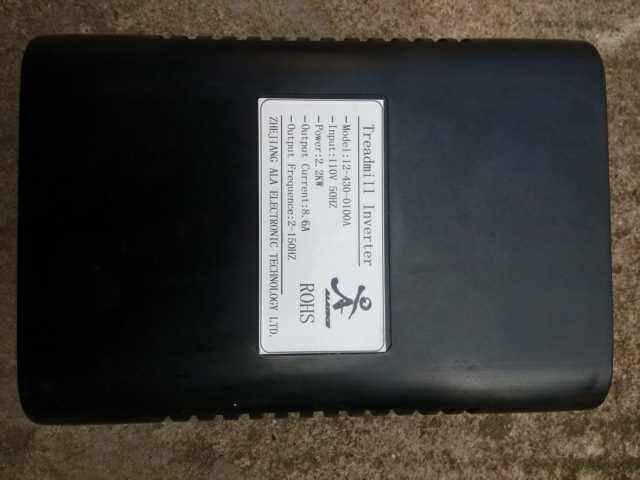 Treadmill Inverter
-Model:I2-430-0100A
-Input:110V 50HZ
-Power:2.2KW
-Output Current:8.6A
-Output Frequence:2-150HZ
ROHS
ZHEJIANG ALA ELECTRONIC TECHNOLOGY LTD.